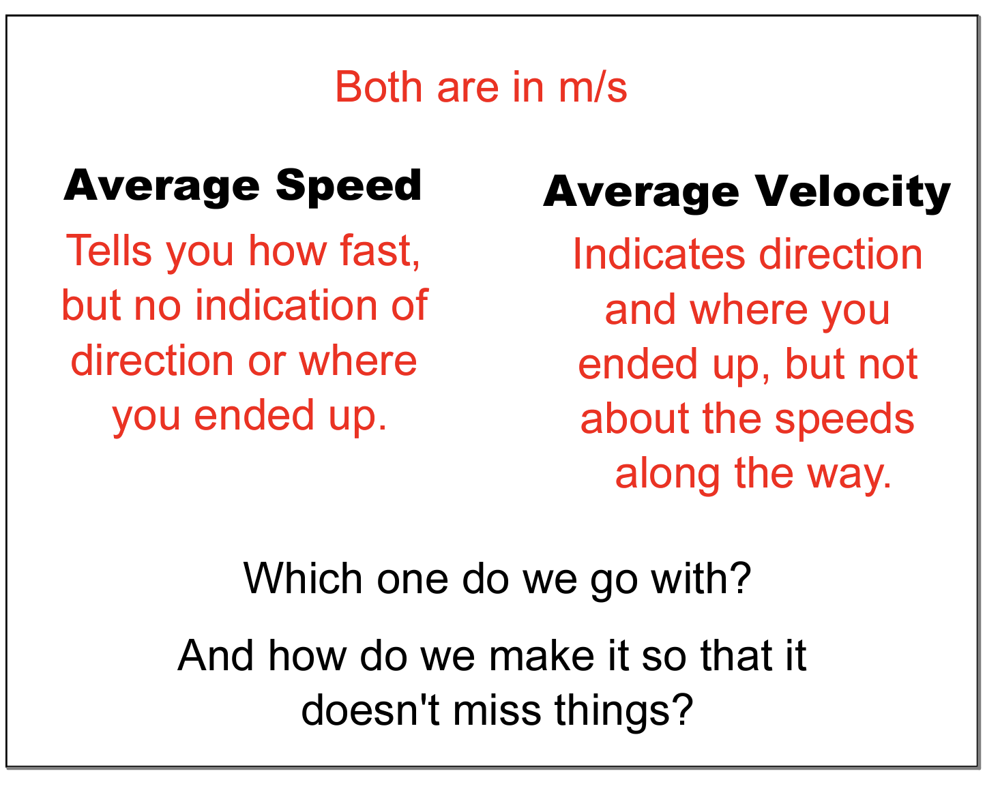 Both are in m/s
Average Speed
Tells you how fast,
but no indication of
direction or where
you ended up.
Average Velocity
Indicates direction
and where you
ended up, but not
about the speeds
along the way.
Which one do we go with?
And how do we make it so that it
doesn't miss things?